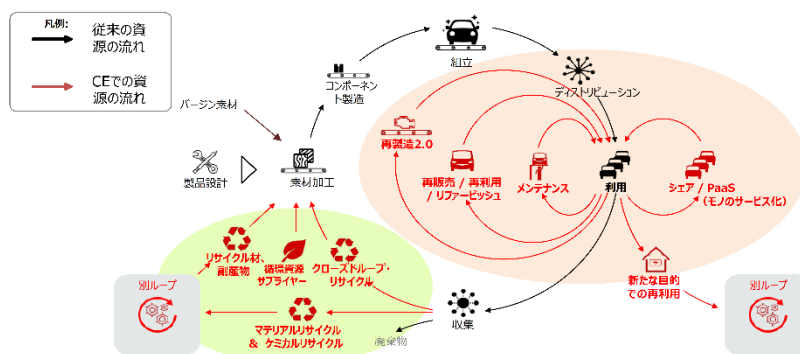 凡例:
従来の資
源の流れ
CEでの資
源の流れ
組立
コンポーネン
ト製造
ディストリビューション
バージン素材
再製造2.0
製品設計
素材加工
再販売 / 再利用
/ リファービッシュ
メンテナンス
利用
シェア / PaaS
(モノのサービス化)
リサイクル材、
副産物
循環資源
サプライヤー
クローズドループ・
リサイクル
新たな目的
での再利用
別ループ
別ループ
マテリアルリサイクル
& ケミカルリサイクル
収集
廃棄物